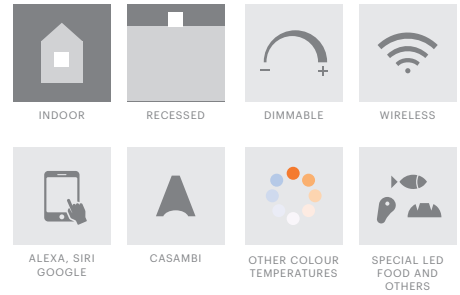 INDOOR
RECESSED
DIMMABLE
WIRELESS
ALEXA, SIRI
GOOGLE
CASAMBI
OTHER COLOUR
TEMPERATURES
SPECIAL LED
FOOD AND
OTHERS